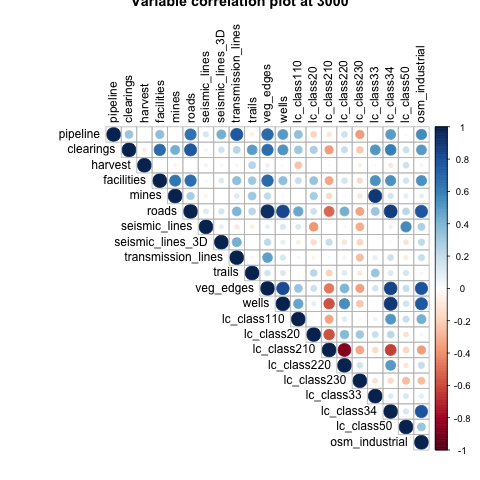 Variable correlation plot at 3000
pipeline
clearings
harvest
facilities
mines
roads
seismic_lines
seismic_lines_3D
transmission_lines
trails
veg_edges
wells
lc_class110
lc_class20
lc_class210
lc_class220
lc_class230
lc_class33
lc_class34
lc_class50
osm_industrial
pipeline
clearings
harvest
facilities
mines
roads
seismic_lines
seismic_lines_3D
transmission_lines
trails
veg_edges
wells
lc_class110
lc_class20
lc_class210
lc_class220
lc_class230
lc_class33
lc_class34
lc_class50
osm_industrial
1
0.8
0.6
0.4
0.2
0
-0.2
-0.4
-0.6
-0.8
-1